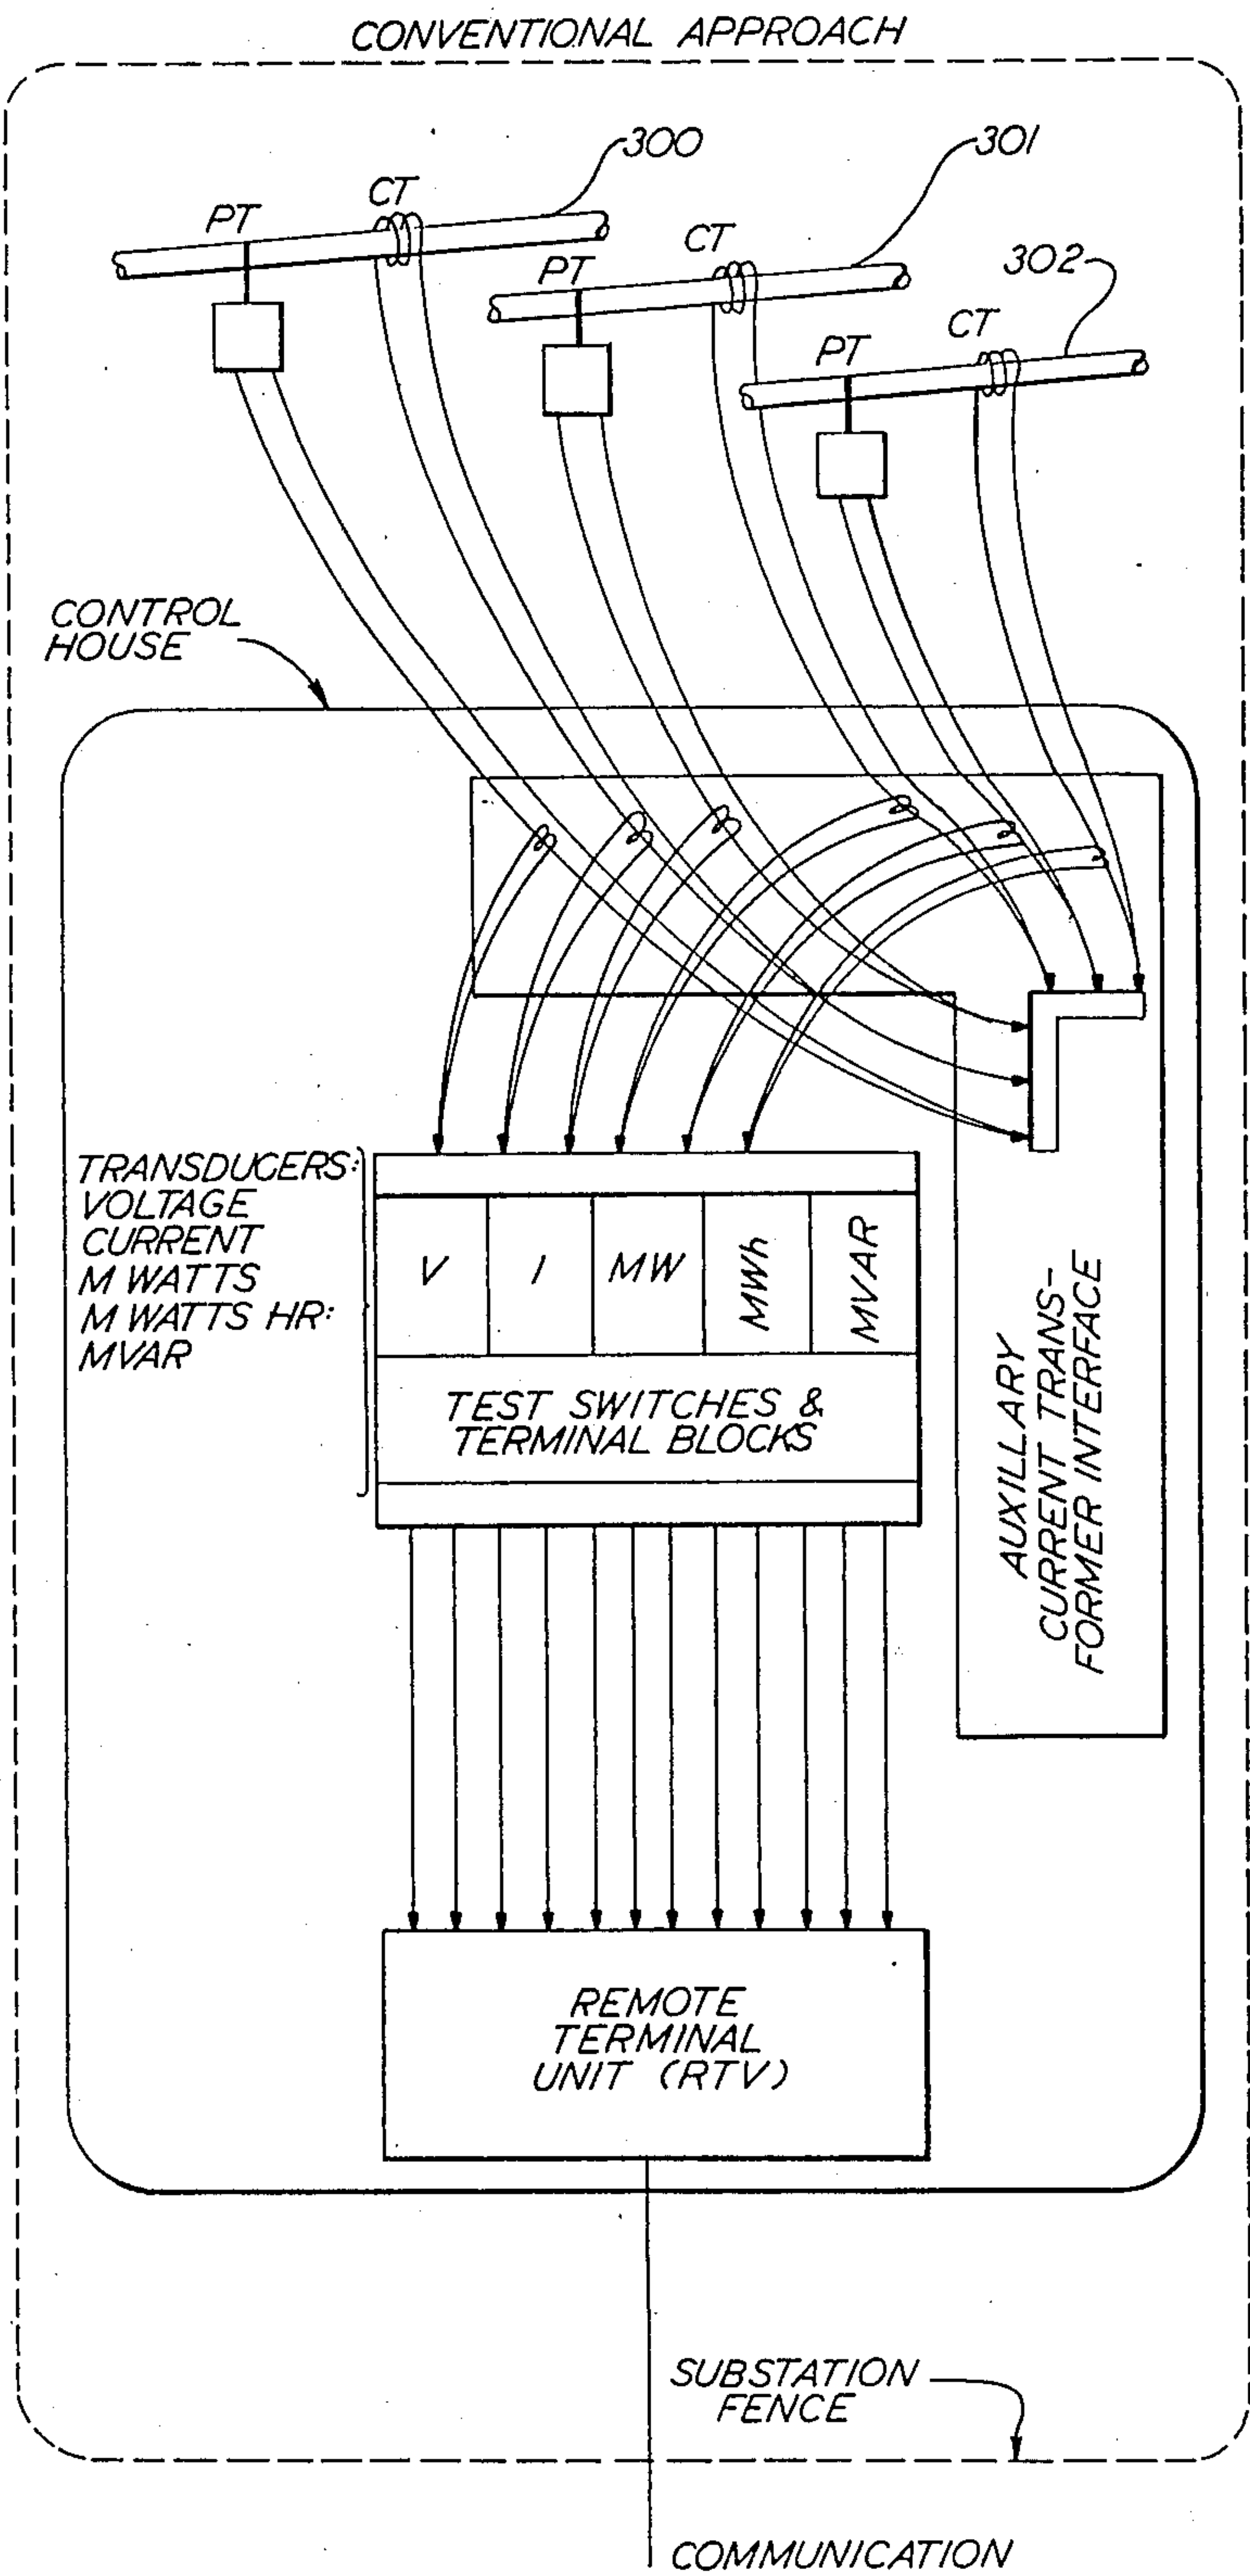 CONVENTIONAL APPROACH
300
301
302
CT
PT
CT
PT
CT
PT
CONTROL
HOUSE
TRANSDUCERS:
VOLTAGE
CURRENT
M WATTS
M WATTS HR:
MVAR
V
I
MW
MWh
MVAR
TEST SWITCHES &
TERMINAL BLOCKS
AUXILLARY
CURRENT TRANS-
FORMER INTERFACE
REMOTE
TERMINAL
UNIT (RTV)
SUBSTATION
FENCE
COMMUNICATION